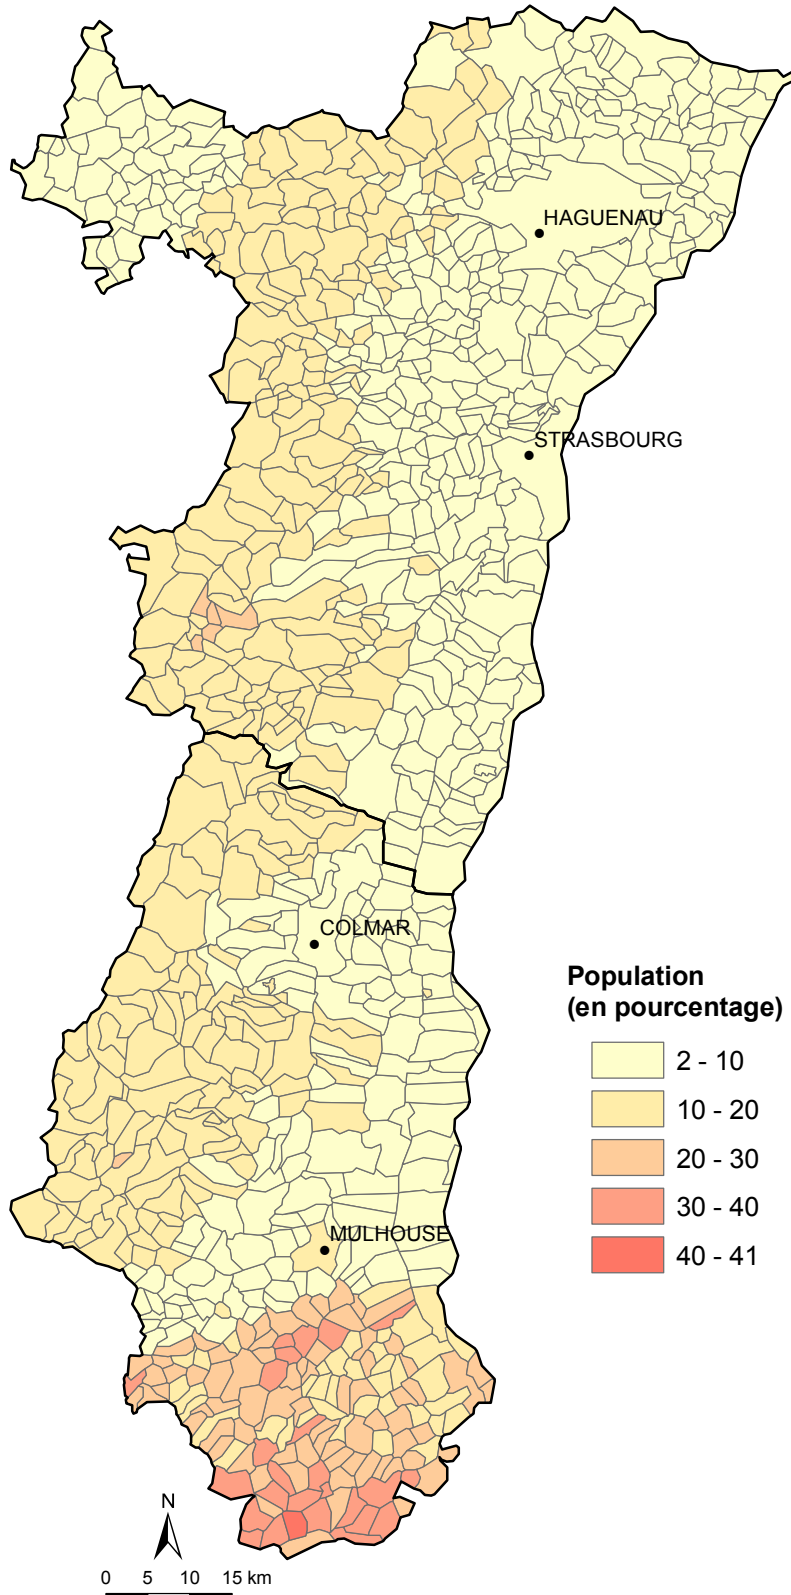 HAGUENAU
STRASBOURG
COLMAR
Population
(en pourcentage)
2 - 10
10 - 20
20 - 30
30 - 40
40 - 41
MULHOUSE
N
0 5 10 15 km